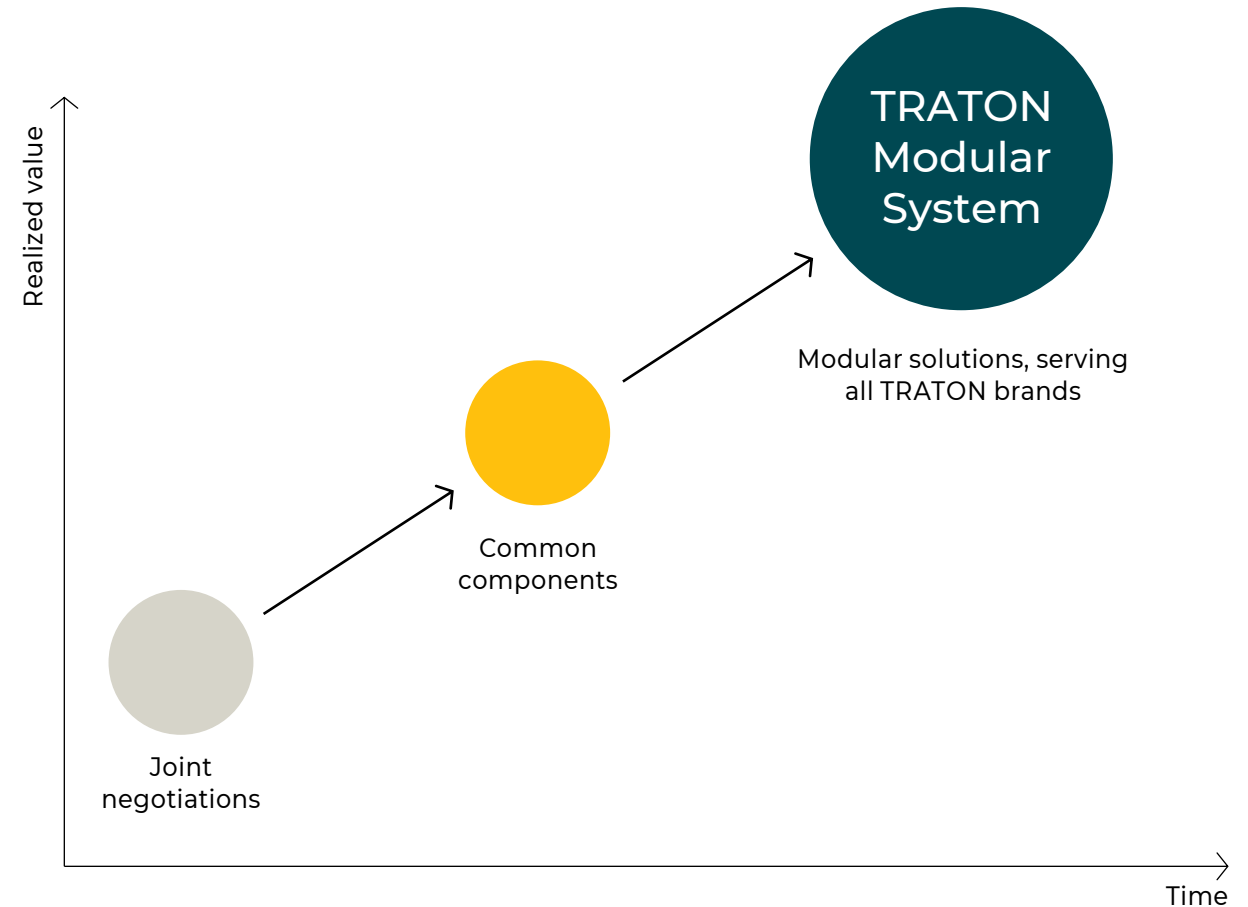 Realized value
TRATON
Modular
System
Modular solutions, serving
all TRATON brands
Common
components
Joint
negotiations
Time